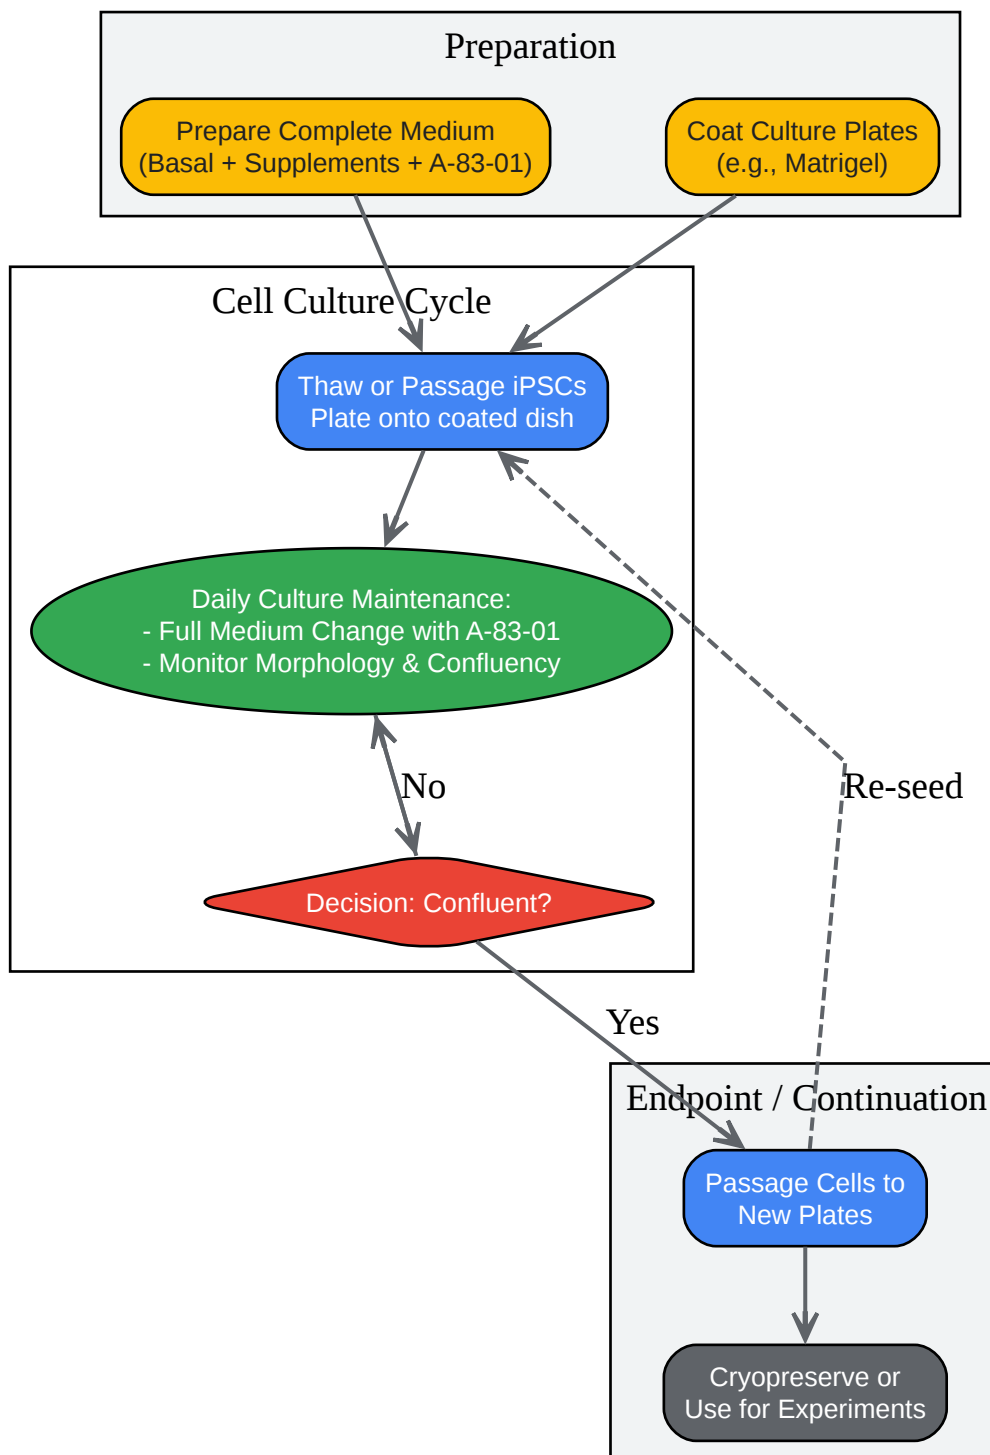 Preparation
Prepare Complete Medium
(Basal + Supplements + A-83-01)
Coat Culture Plates
(e.g., Matrigel)
Cell Culture Cycle
Thaw or Passage iPSCs
Plate onto coated dish
Daily Culture Maintenance:
- Full Medium Change with A-83-01
- Monitor Morphology & Confluency
No
Re-seed
Decision: Confluent?
Yes
Endpoint / Continuation
Passage Cells to
New Plates
Cryopreserve or
Use for Experiments